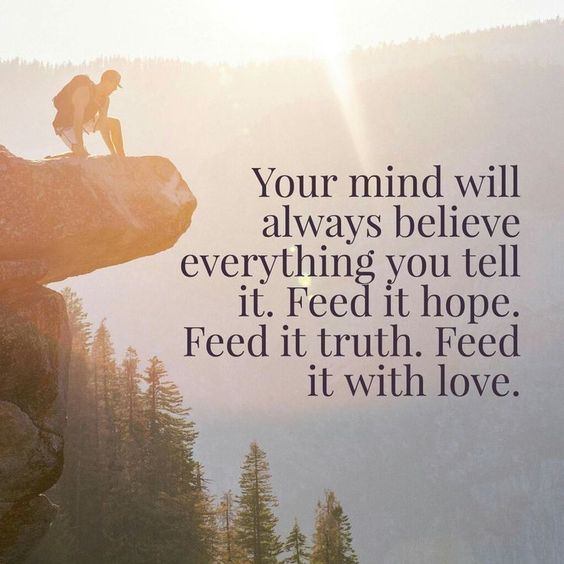 Your mind will
always believe
everything you tell
it. Feed it hope.
Feed it truth. Feed
it with love.